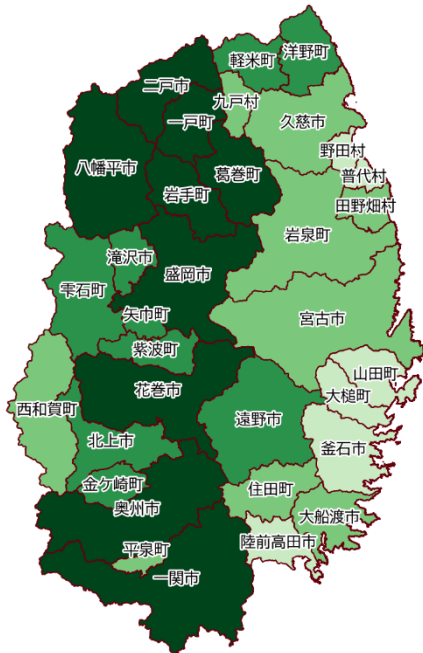 洋野町
軽米町
二戸市
九戸村
一戸町
久慈市
野田村
八幡平市
葛巻町
普代村
岩手町
田野畑村
岩泉町
滝沢市
盛岡市
雫石町
宮古市
矢巾町
紫波町
山田町
花巻市
大槌町
西和賀町
遠野市
北上市
釜石市
金ケ崎町
住田町
奥州市
大船渡市
陸前高田市
平泉町
一関市